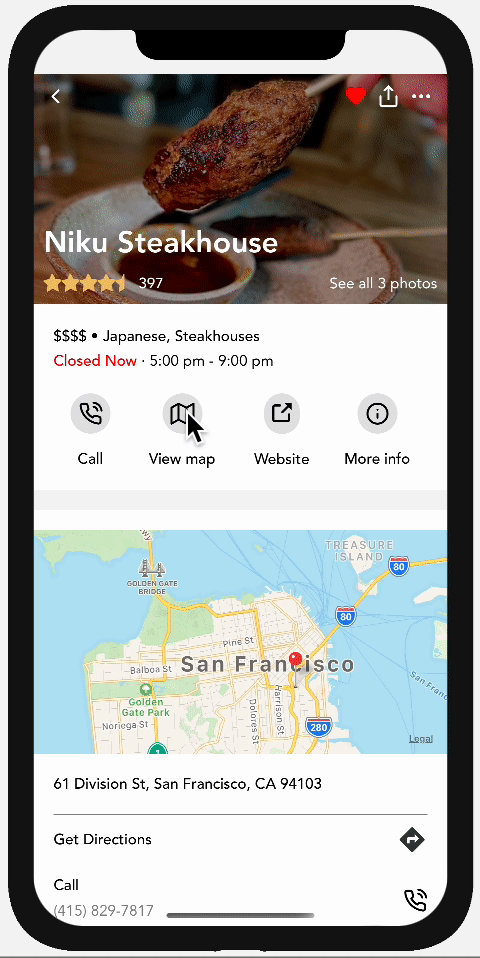 Niku Steakhouse
397
See all 3 photos
$$$$ • Japanese, Steakhouses
Closed Now · 5:00 pm - 9:00 pm
Call
View map
Website
More info
TREASURE
ISLAND
80
GOLDEN GATE
BRIDGE
80
Pine St
San Francisco
Balboa St
Golden
Gate Park
Harrison St
Dolores St
San Fran
Noriega St
280
1
Legal
61 Division St, San Francisco, CA 94103
Get Directions
Call
(415) 829-7817